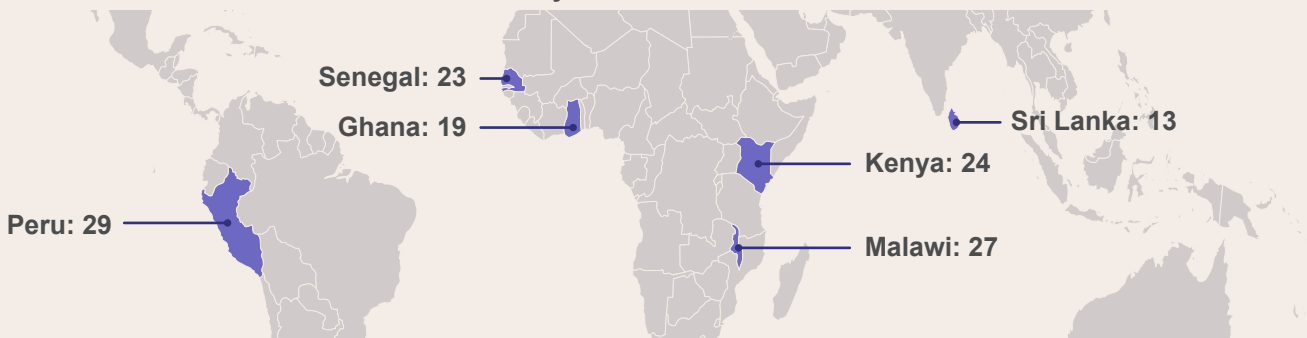 Senegal: 23
Ghana: 19
Sri Lanka: 13
Kenya: 24
Peru: 29
Malawi: 27